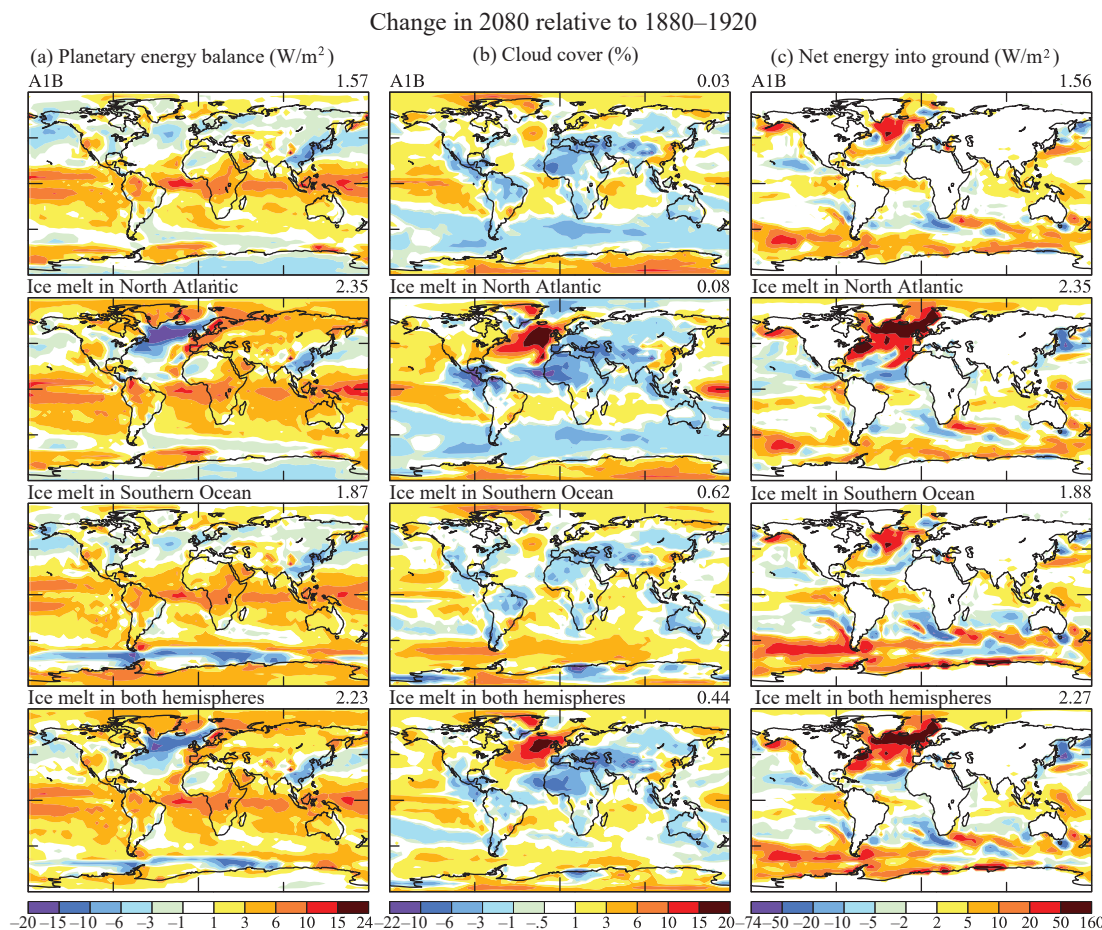 Change in 2080 relative to 1880–1920
(a) Planetary energy balance (W/m²) (b) Cloud cover (%) (c) Net energy into ground (W/m²)
A1B 1.57 A1B 0.03 A1B 1.56
Ice melt in North Atlantic 2.35 Ice melt in North Atlantic 0.08 Ice melt in North Atlantic 2.35
Ice melt in Southern Ocean 1.87 Ice melt in Southern Ocean 0.62 Ice melt in Southern Ocean 1.88
Ice melt in both hemispheres 2.23 Ice melt in both hemispheres 0.44 Ice melt in both hemispheres 2.27
−20 −15 −10 −6 −3 −1 1 3 6 10 15 24 −22 −10 −6 −3 −1 −.5 1 3 6 10 15 20 −74 −50 −20 −10 −5 −2 2 5 10 20 50 160